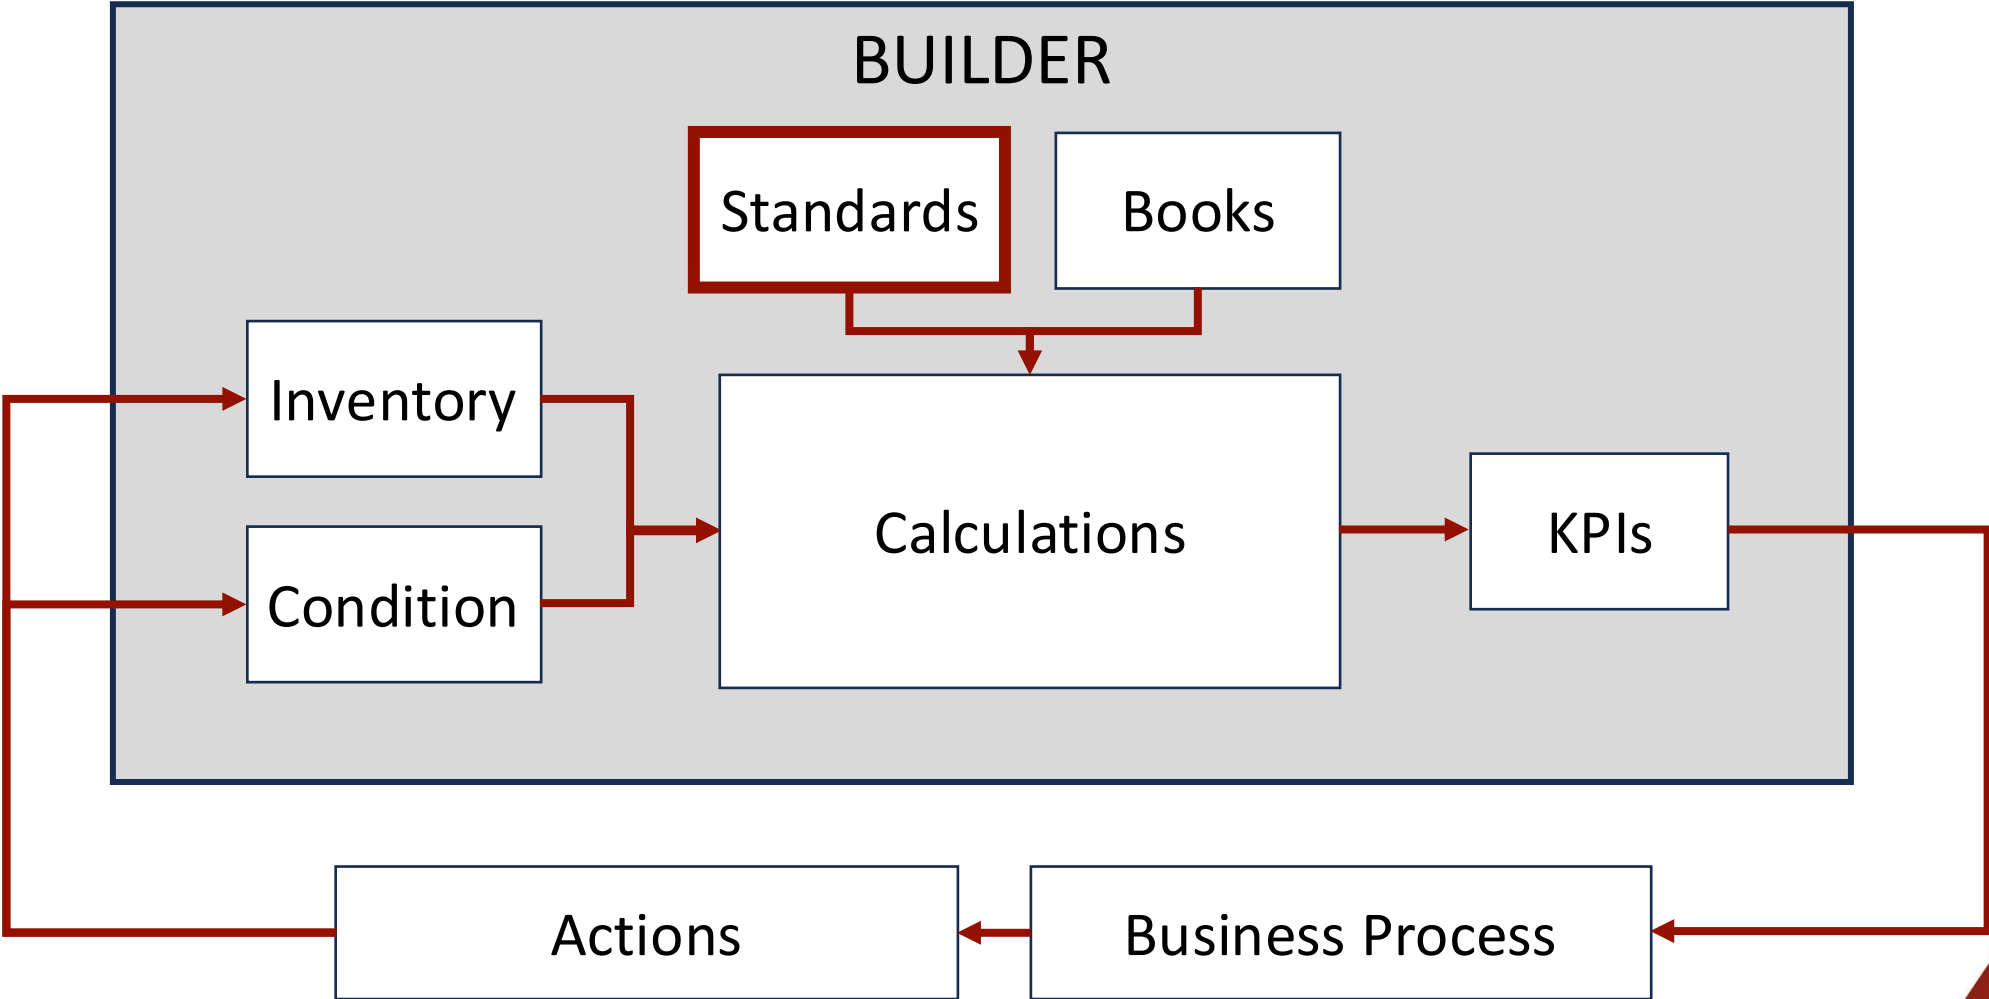 BUILDER
Standards
Books
Inventory
Condition
Calculations
KPIs
Actions
Business Process